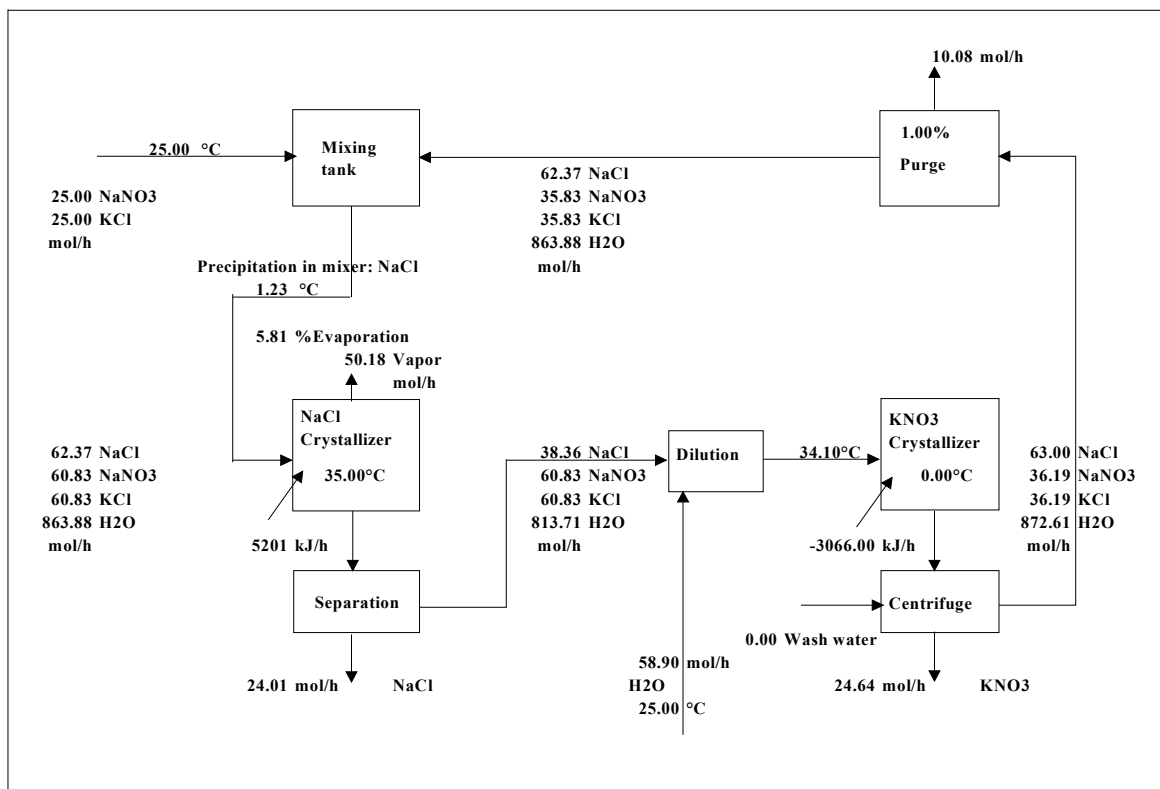 10.08 mol/h
1.00%
Purge
Mixing
tank
25.00 °C
25.00 NaNO3
25.00 KCl
mol/h
62.37 NaCl
35.83 NaNO3
35.83 KCl
863.88 H2O
mol/h
Precipitation in mixer: NaCl
1.23 °C
5.81 %Evaporation
50.18 Vapor
mol/h
NaCl
Crystallizer
35.00°C
62.37 NaCl
60.83 NaNO3
60.83 KCl
863.88 H2O
mol/h
5201 kJ/h
Separation
24.01 mol/h NaCl
38.36 NaCl
60.83 NaNO3
60.83 KCl
813.71 H2O
mol/h
Dilution
58.90 mol/h
H2O
25.00 °C
34.10°C
KNO3
Crystallizer
0.00°C
-3066.00 kJ/h
63.00 NaCl
36.19 NaNO3
36.19 KCl
872.61 H2O
mol/h
Centrifuge
0.00 Wash water
24.64 mol/h KNO3